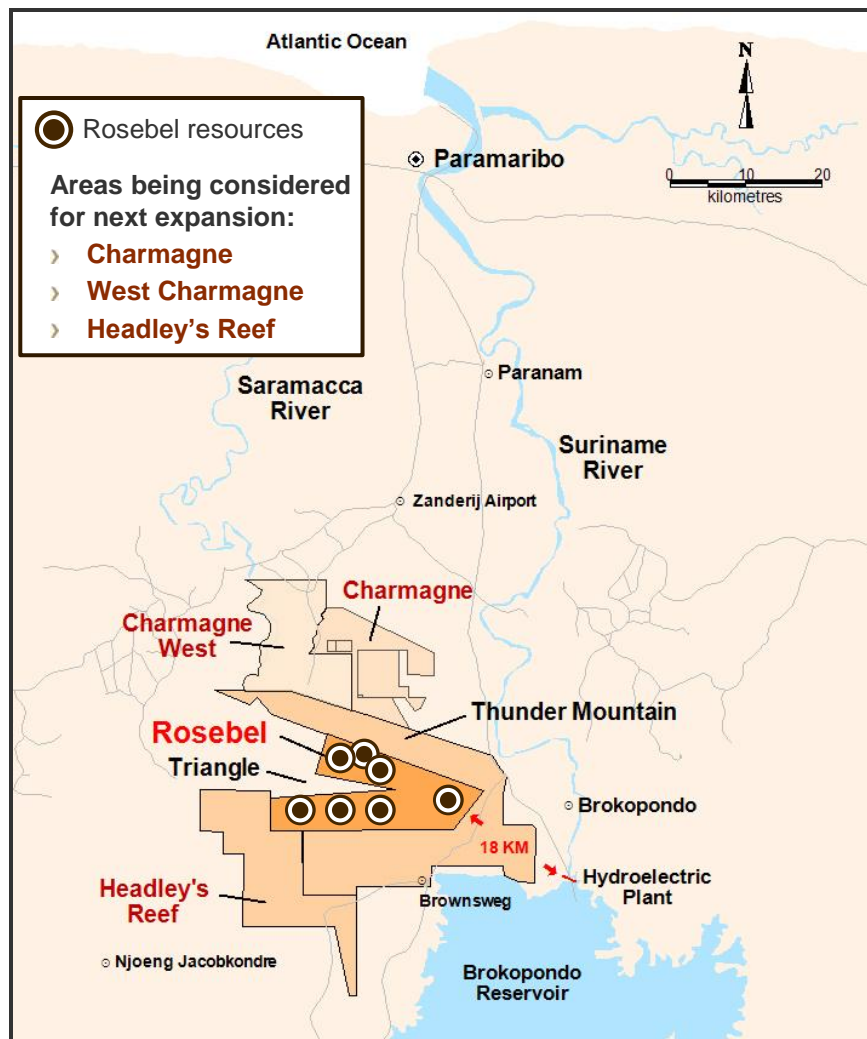 Atlantic Ocean
N
Rosebel resources
Areas being considered
for next expansion:
› Charmagne
› West Charmagne
› Headley’s Reef
Paramaribo
0 10 20
kilometres
Paranam
Saramacca
River
Suriname
River
Zanderij Airport
Charmagne
Charmagne
West
Thunder Mountain
Rosebel
Triangle
Brokopondo
18 KM
Hydroelectric
Plant
Headley's
Reef
Brownsweg
Njoeng Jacobkondre
Brokopondo
Reservoir